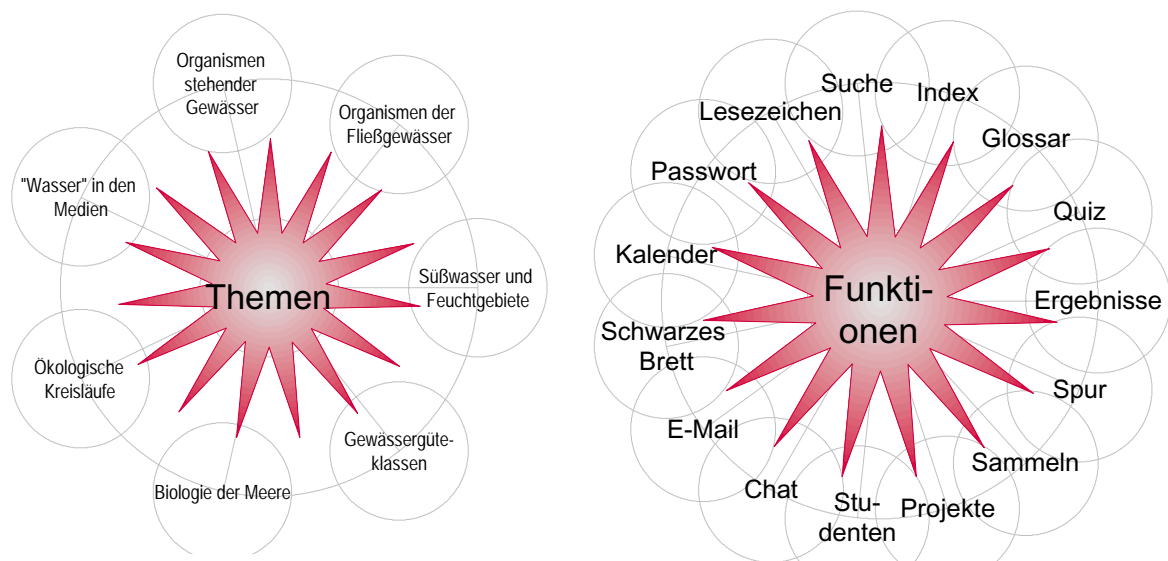 Organismen
stehender
Gewässer
Organismen der
Fließgewässer
"Wasser" in den
Medien
Süßwasser und
Feuchtgebiete
Themen
Ökologische
Kreisläufe
Gewässergüte-
klassen
Biologie der Meere
Suche
Index
Lesezeichen
Glossar
Passwort
Quiz
Kalender
Ergebnisse
Funkti-
onen
Schwarzes
Brett
Spur
E-Mail
Sammeln
Chat
Stu-
denten
Projekte